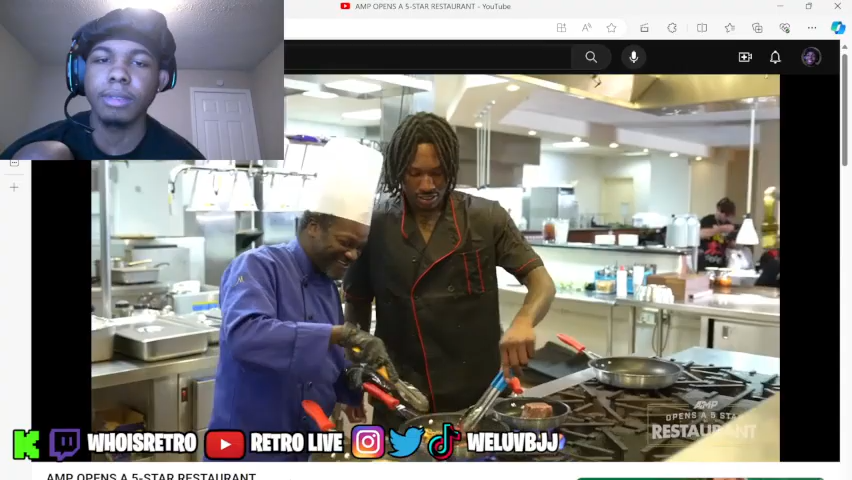 AMP OPENS A 5-STAR RESTAURANT - YouTube
AMP
OPENS A 5 STAR
RESTAURANT
WHOISRETRO RETRO LIVE WELUVBJJ
AMP OPENS A 5-STAR RESTAURANT